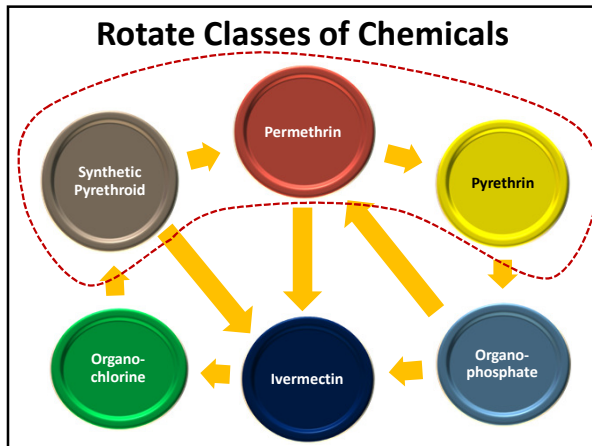 Rotate Classes of Chemicals
Permethrin
Synthetic
Pyrethroid
Pyrethrin
Organo-
chlorine
Ivermectin
Organo-
phosphate